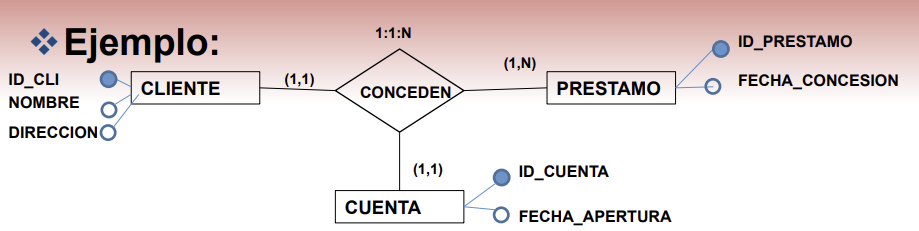 ❖ Ejemplo:
1:1:N
ID_CLI
NOMBRE
DIRECCION
CLIENTE
(1,1)
CONCEDEN
(1,N)
PRESTAMO
ID_PRESTAMO
FECHA_CONCESION
(1,1)
CUENTA
ID_CUENTA
FECHA_APERTURA